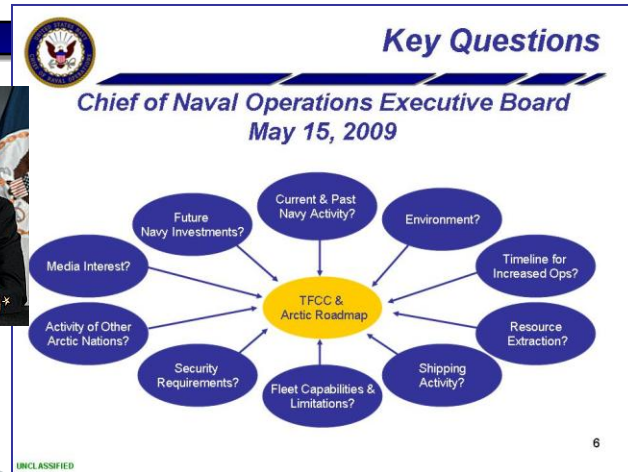 Key Questions
Chief of Naval Operations Executive Board
May 15, 2009
Current & Past
Navy Activity?
Future
Navy Investments?
Environment?
Media Interest?
Timeline for
Increased Ops?
TFCC &
Arctic Roadmap
Activity of Other
Arctic Nations?
Resource
Extraction?
Security
Requirements?
Shipping
Activity?
Fleet Capabilities &
Limitations?
6
UNCLASSIFIED